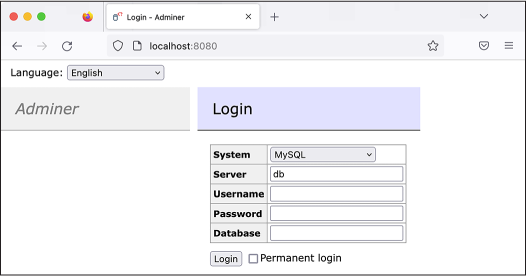 Login - Adminer
localhost:8080
Language: English
Adminer
Login
System MySQL
Server db
Username
Password
Database
Login Permanent login